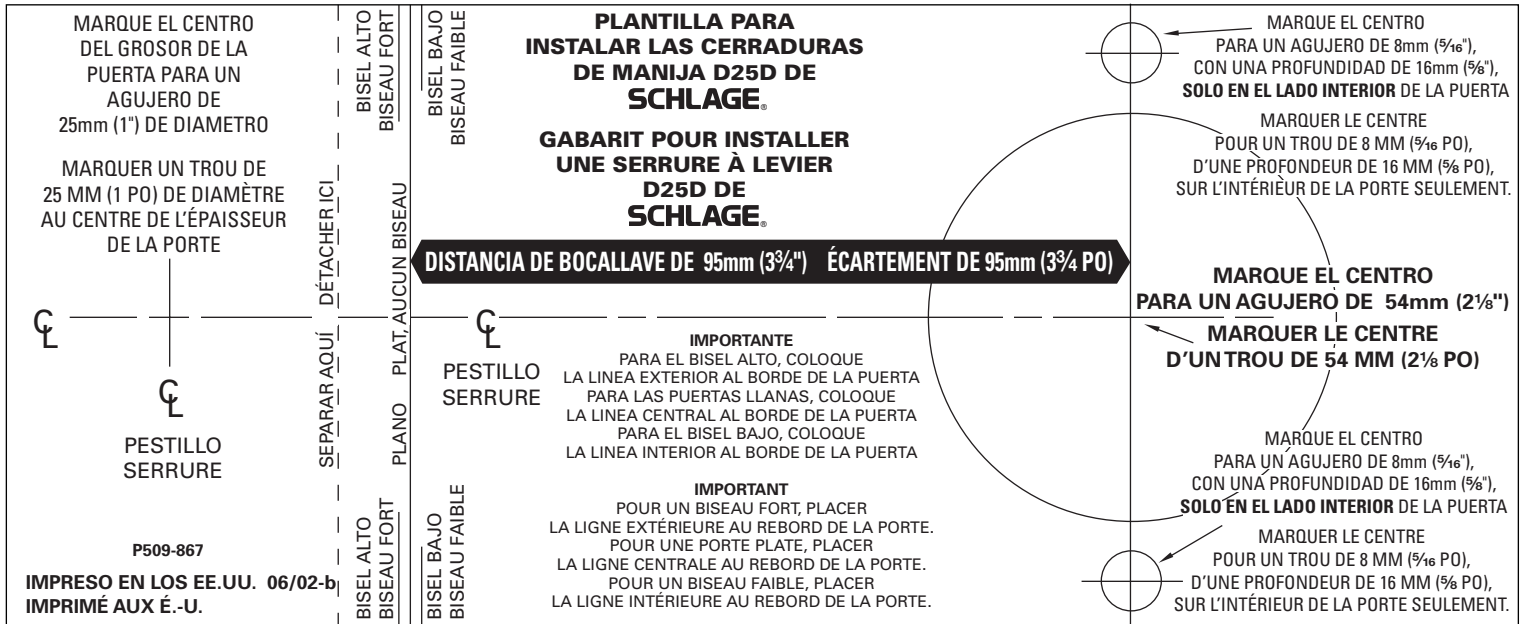 MARQUE EL CENTRO
DEL GROSOR DE LA
PUERTA PARA UN
AGUJERO DE
25mm (1") DE DIAMETRO
MARQUER UN TROU DE
25 MM (1 PO) DE DIAMÈTRE
AU CENTRE DE L'ÉPAISSEUR
DE LA PORTE
℄
℄
PESTILLO
SERRURE
P509-867
IMPRESO EN LOS EE.UU. 06/02-b
IMPRIMÉ AUX É.-U.
SEPARAR AQUÍ DÉTACHER ICI
BISEL ALTO
BISEAU FORT
BISEL BAJO
BISEAU FAIBLE
PLANO PLAT, AUCUN BISEAU
BISEL ALTO
BISEAU FORT
BISEL BAJO
BISEAU FAIBLE
PLANTILLA PARA
INSTALAR LAS CERRADURAS
DE MANIJA D25D DE
SCHLAGE®
GABARIT POUR INSTALLER
UNE SERRURE À LEVIER
D25D DE
SCHLAGE®
DISTANCIA DE BOCALLAVE DE 95mm (3¾") ÉCARTEMENT DE 95mm (3¾ PO)
℄
PESTILLO
SERRURE
IMPORTANTE
PARA EL BISEL ALTO, COLOQUE
LA LINEA EXTERIOR AL BORDE DE LA PUERTA
PARA LAS PUERTAS LLANAS, COLOQUE
LA LINEA CENTRAL AL BORDE DE LA PUERTA
PARA EL BISEL BAJO, COLOQUE
LA LINEA INTERIOR AL BORDE DE LA PUERTA
IMPORTANT
POUR UN BISEAU FORT, PLACER
LA LIGNE EXTÉRIEURE AU REBORD DE LA PORTE.
POUR UNE PORTE PLATE, PLACER
LA LIGNE CENTRALE AU REBORD DE LA PORTE.
POUR UN BISEAU FAIBLE, PLACER
LA LIGNE INTÉRIEURE AU REBORD DE LA PORTE.
MARQUE EL CENTRO
PARA UN AGUJERO DE 8mm (5⁄16"),
CON UNA PROFUNDIDAD DE 16mm (⅝"),
SOLO EN EL LADO INTERIOR DE LA PUERTA
MARQUER LE CENTRE
POUR UN TROU DE 8 MM (5⁄16 PO),
D'UNE PROFONDEUR DE 16 MM (⅝ PO),
SUR L'INTÉRIEUR DE LA PORTE SEULEMENT.
MARQUE EL CENTRO
PARA UN AGUJERO DE 54mm (2⅛")
MARQUER LE CENTRE
D'UN TROU DE 54 MM (2⅛ PO)
MARQUE EL CENTRO
PARA UN AGUJERO DE 8mm (5⁄16"),
CON UNA PROFUNDIDAD DE 16mm (⅝"),
SOLO EN EL LADO INTERIOR DE LA PUERTA
MARQUER LE CENTRE
POUR UN TROU DE 8 MM (5⁄16 PO),
D'UNE PROFONDEUR DE 16 MM (⅝ PO),
SUR L'INTÉRIEUR DE LA PORTE SEULEMENT.